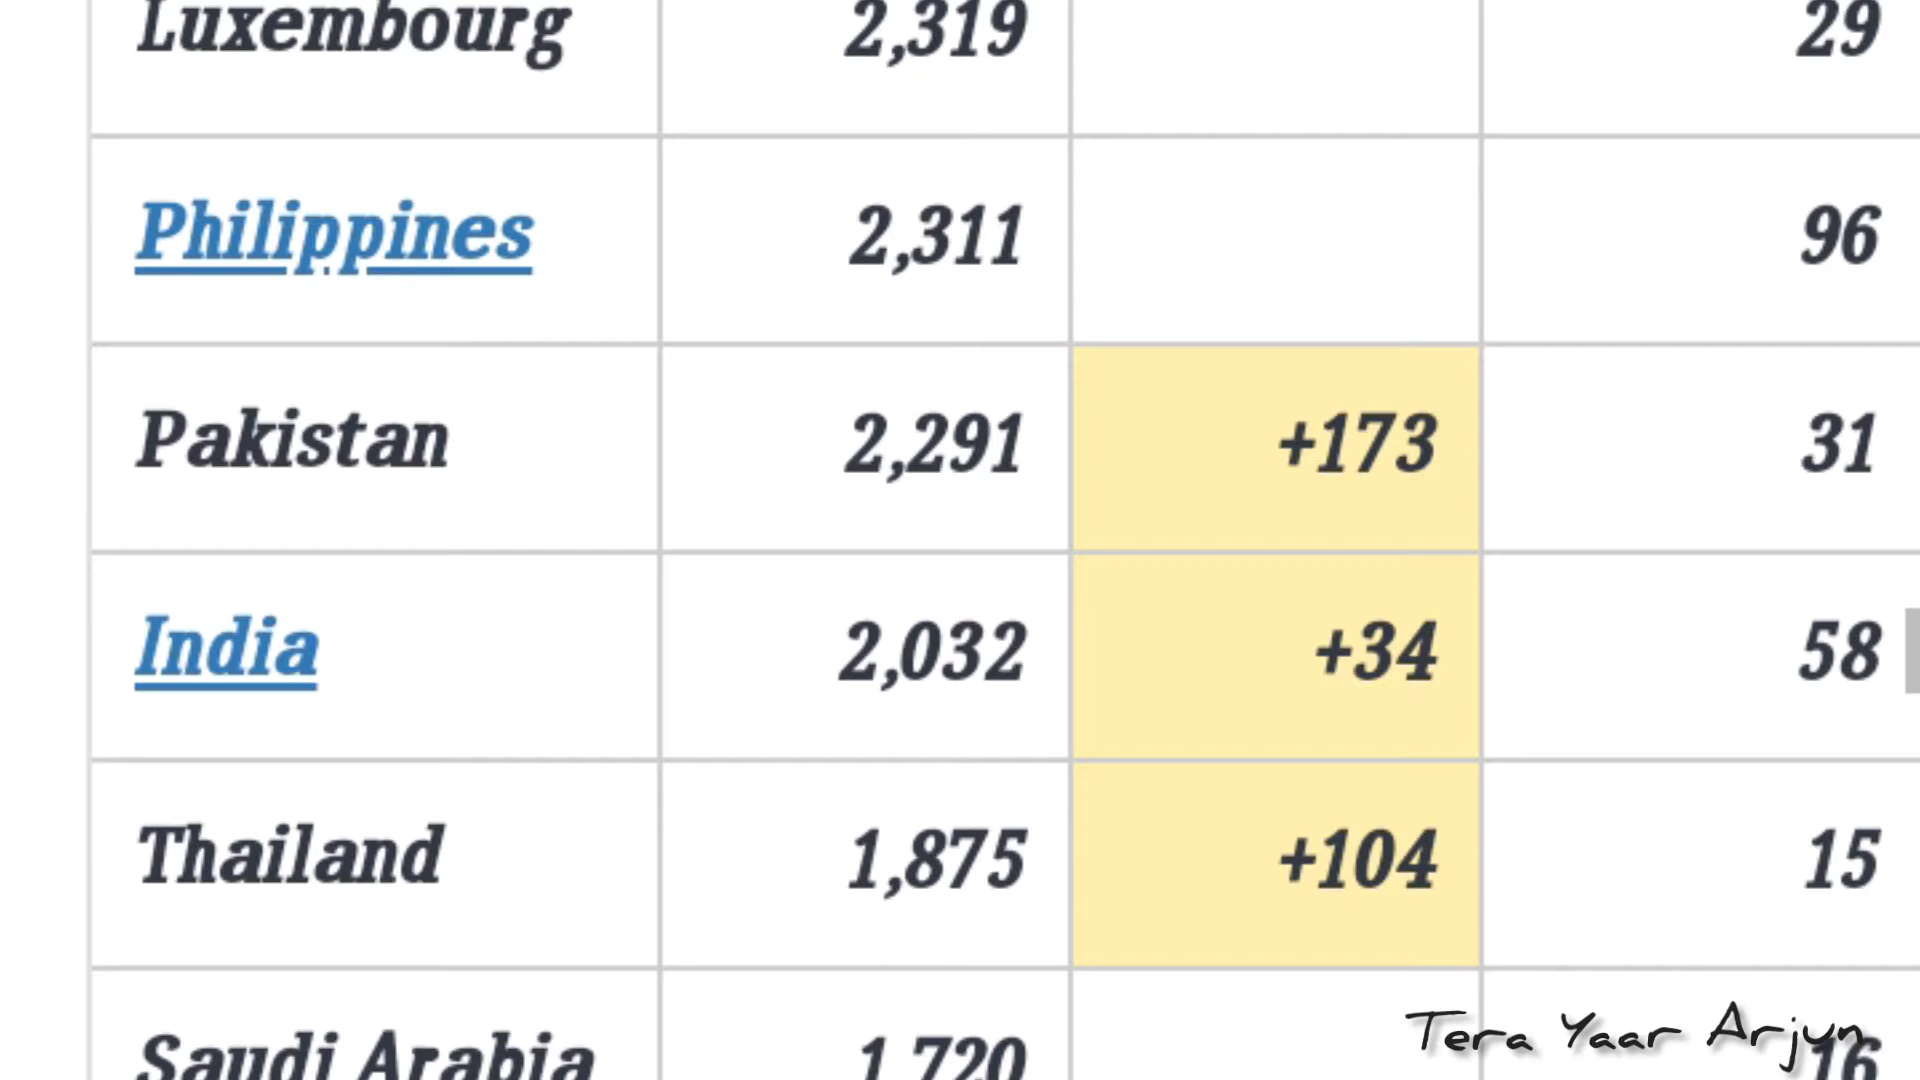 Luxembourg 2,319 29
Philippines 2,311 96
Pakistan 2,291 +173 31
India 2,032 +34 58
Thailand 1,875 +104 15
Saudi Arabia 1,720 16
Tera Yaar Arjun